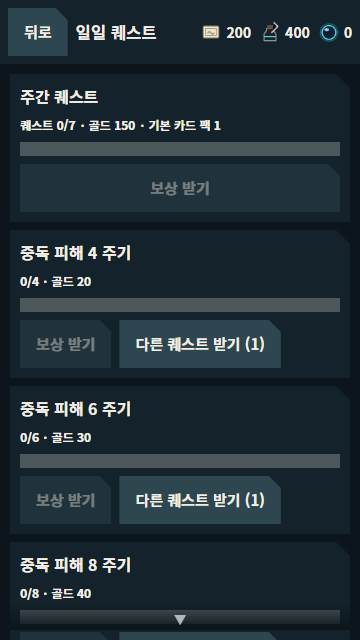 뒤로 일일 퀘스트 200 400 0
주간 퀘스트
퀘스트 0/7 · 골드 150 · 기본 카드 팩 1
보상 받기
중독 피해 4 주기
0/4 · 골드 20
보상 받기 다른 퀘스트 받기 (1)
중독 피해 6 주기
0/6 · 골드 30
보상 받기 다른 퀘스트 받기 (1)
중독 피해 8 주기
0/8 · 골드 40